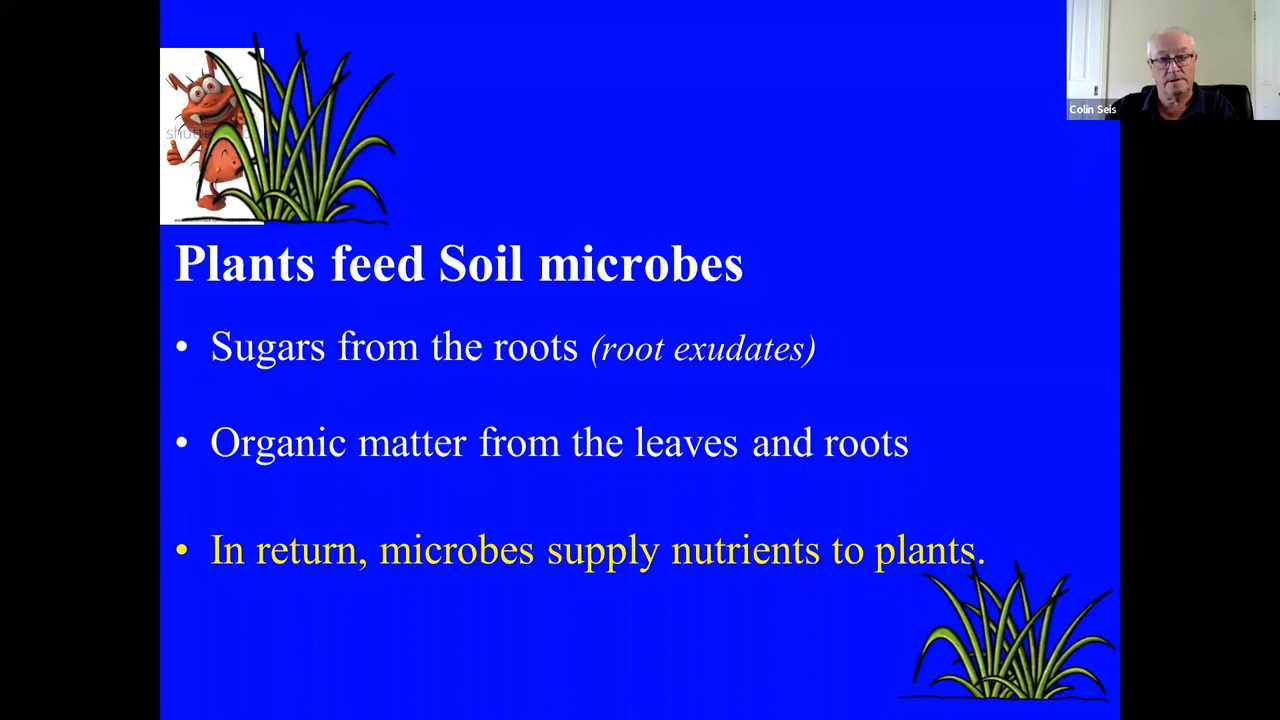 Colin Seis
Plants feed Soil microbes
• Sugars from the roots (root exudates)
• Organic matter from the leaves and roots
• In return, microbes supply nutrients to plants.